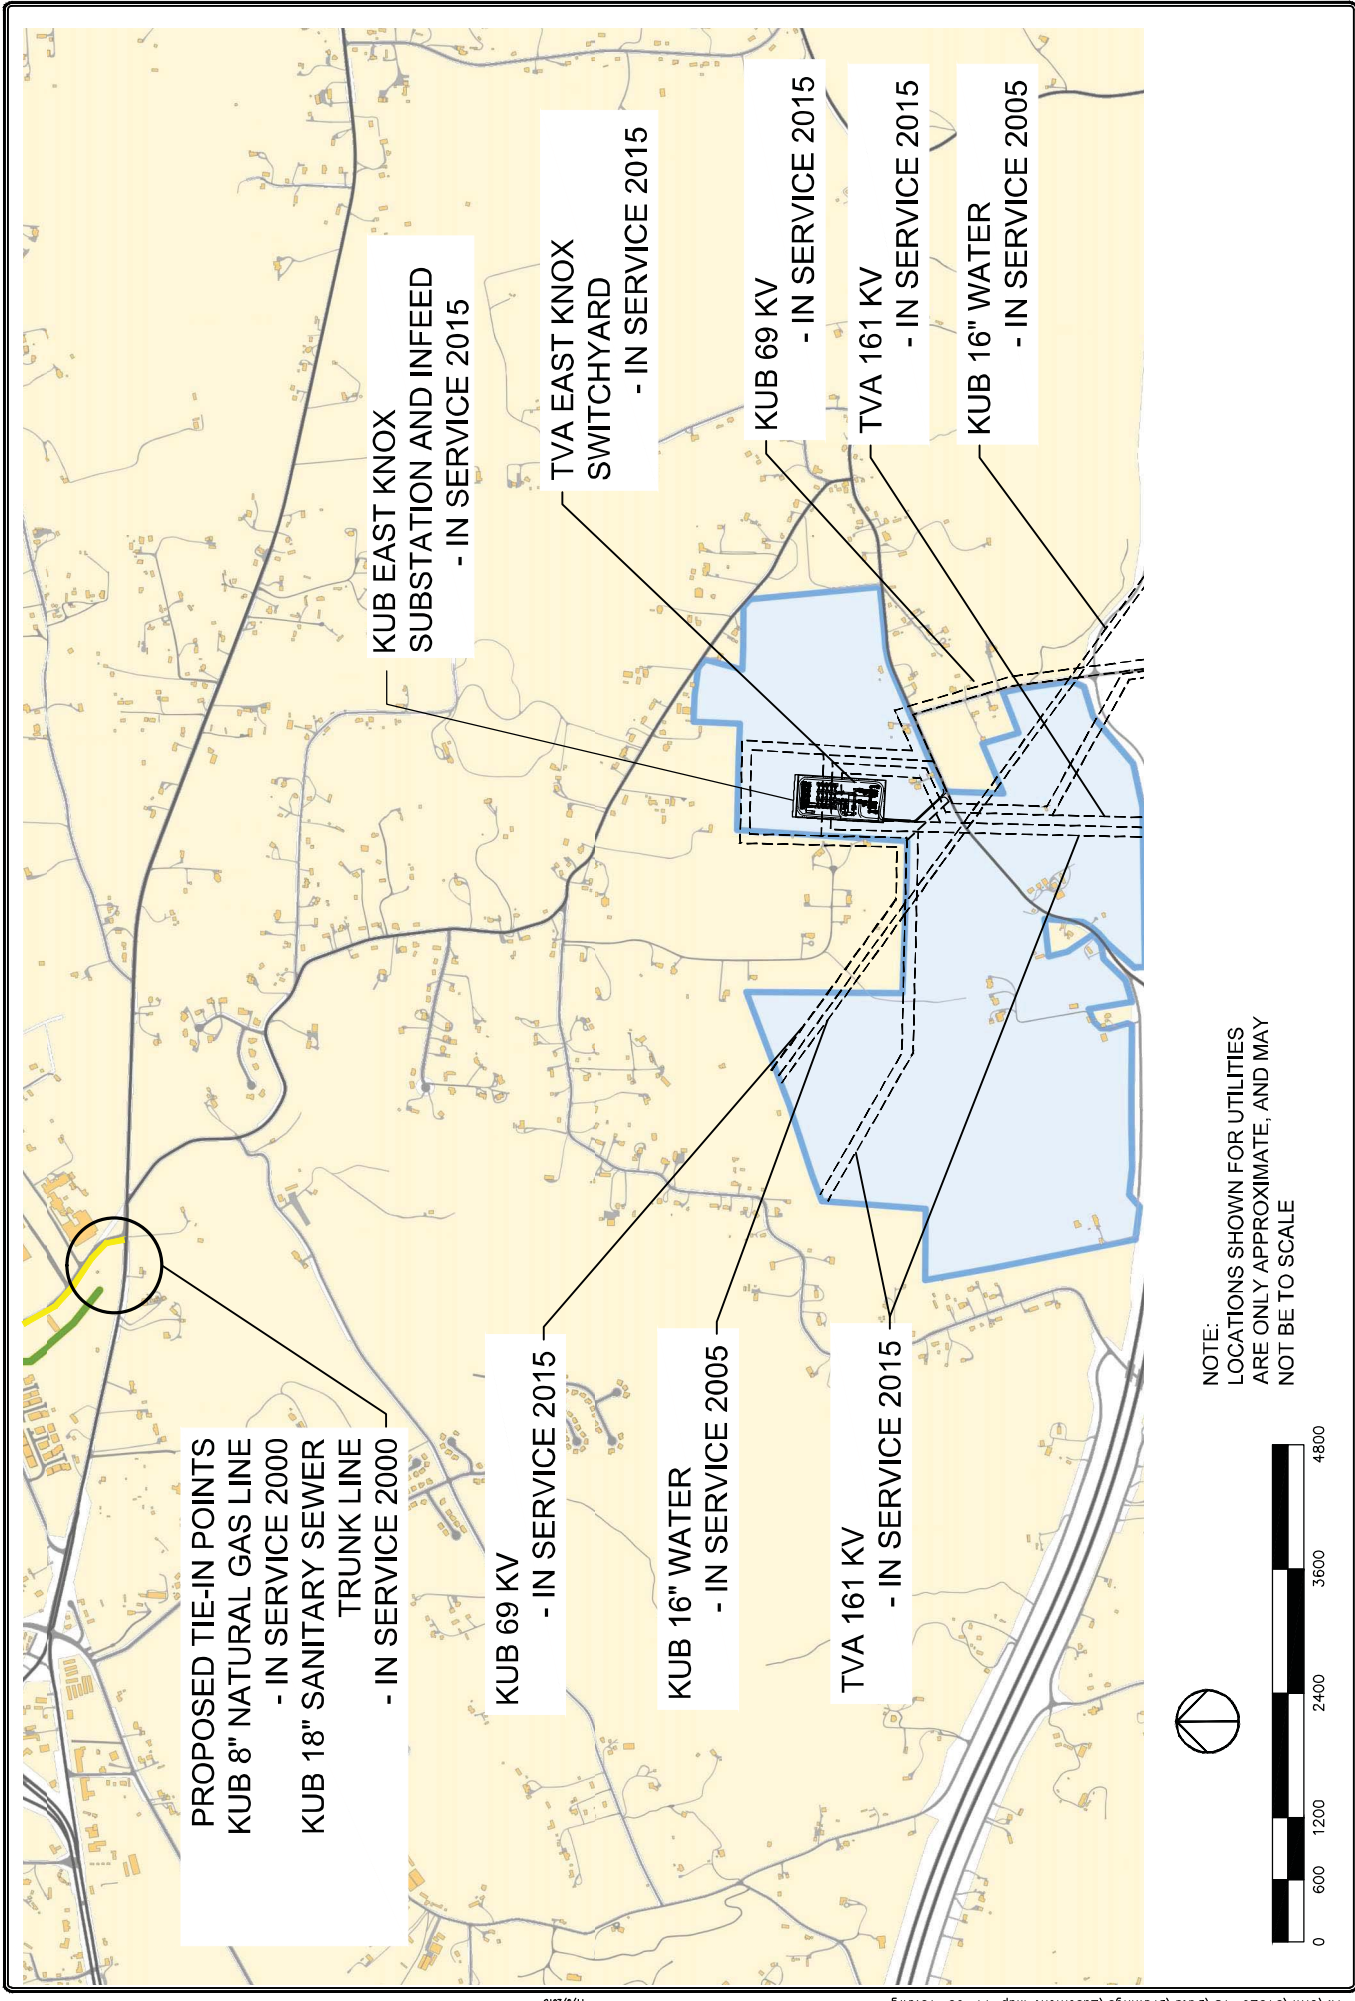 PROPOSED TIE-IN POINTS
KUB 8" NATURAL GAS LINE
- IN SERVICE 2000
KUB 18" SANITARY SEWER
TRUNK LINE
- IN SERVICE 2000
KUB EAST KNOX
SUBSTATION AND INFEED
- IN SERVICE 2015
TVA EAST KNOX
SWITCHYARD
- IN SERVICE 2015
KUB 69 KV
- IN SERVICE 2015
KUB 16" WATER
- IN SERVICE 2005
TVA 161 KV
- IN SERVICE 2015
KUB 69 KV
- IN SERVICE 2015
TVA 161 KV
- IN SERVICE 2015
KUB 16" WATER
- IN SERVICE 2005
NOTE:
LOCATIONS SHOWN FOR UTILITIES
ARE ONLY APPROXIMATE, AND MAY
NOT BE TO SCALE
0 600 1200 2400 3600 4800